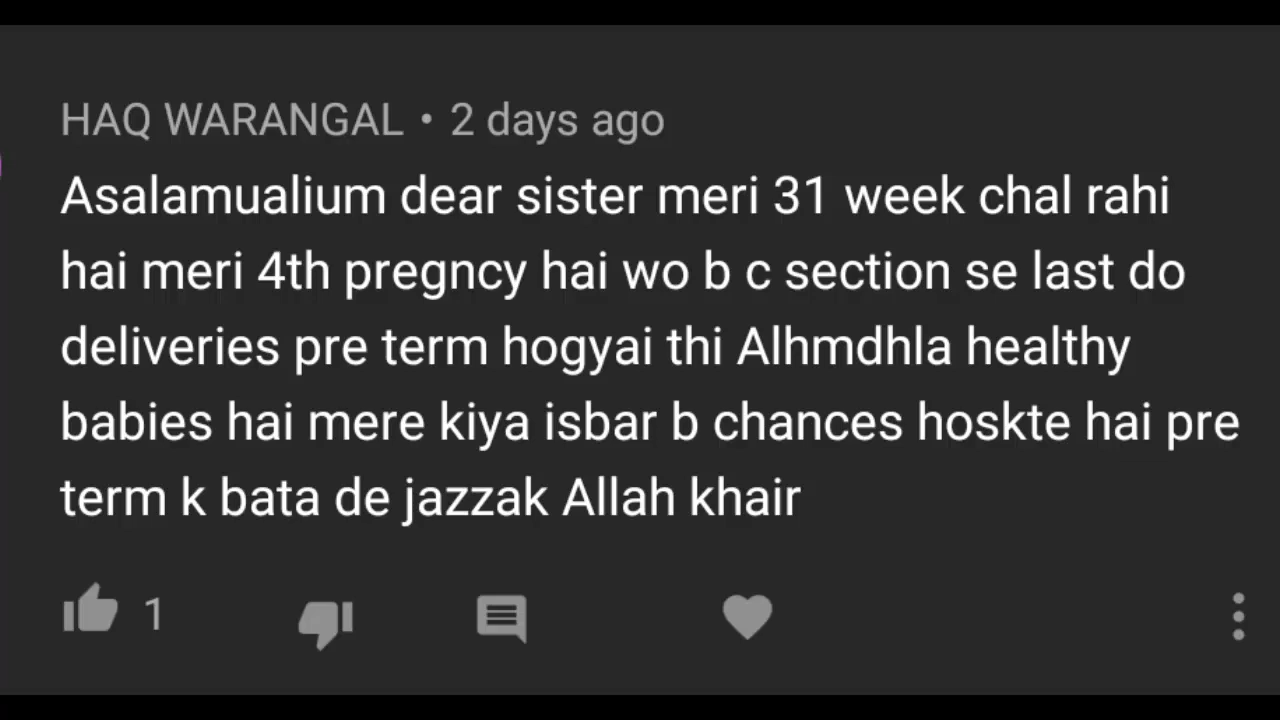 HAQ WARANGAL • 2 days ago
Asalamualium dear sister meri 31 week chal rahi
hai meri 4th pregncy hai wo b c section se last do
deliveries pre term hogyai thi Alhmdhla healthy
babies hai mere kiya isbar b chances hoskte hai pre
term k bata de jazzak Allah khair
1